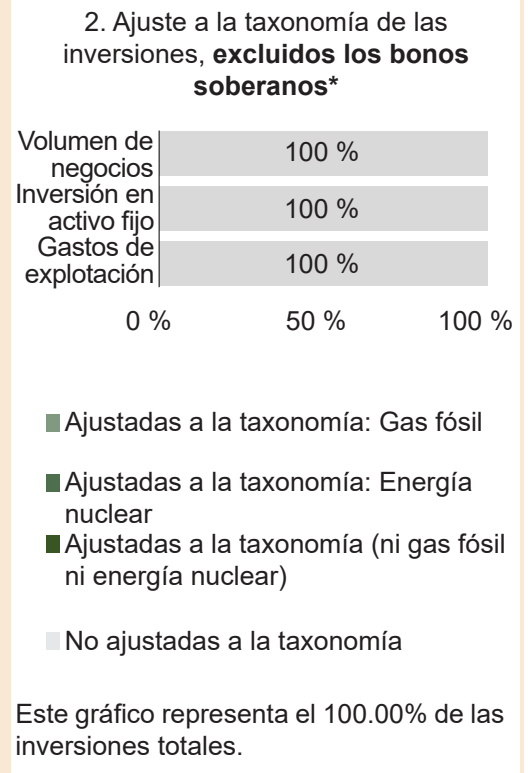 2. Ajuste a la taxonomía de las
inversiones, excluidos los bonos
soberanos*
Volumen de
negocios
100 %
Inversión en
activo fijo
100 %
Gastos de
explotación
100 %
0 %
50 %
100 %
Ajustadas a la taxonomía: Gas fósil
Ajustadas a la taxonomía: Energía
nuclear
Ajustadas a la taxonomía (ni gas fósil
ni energía nuclear)
No ajustadas a la taxonomía
Este gráfico representa el 100.00% de las
inversiones totales.